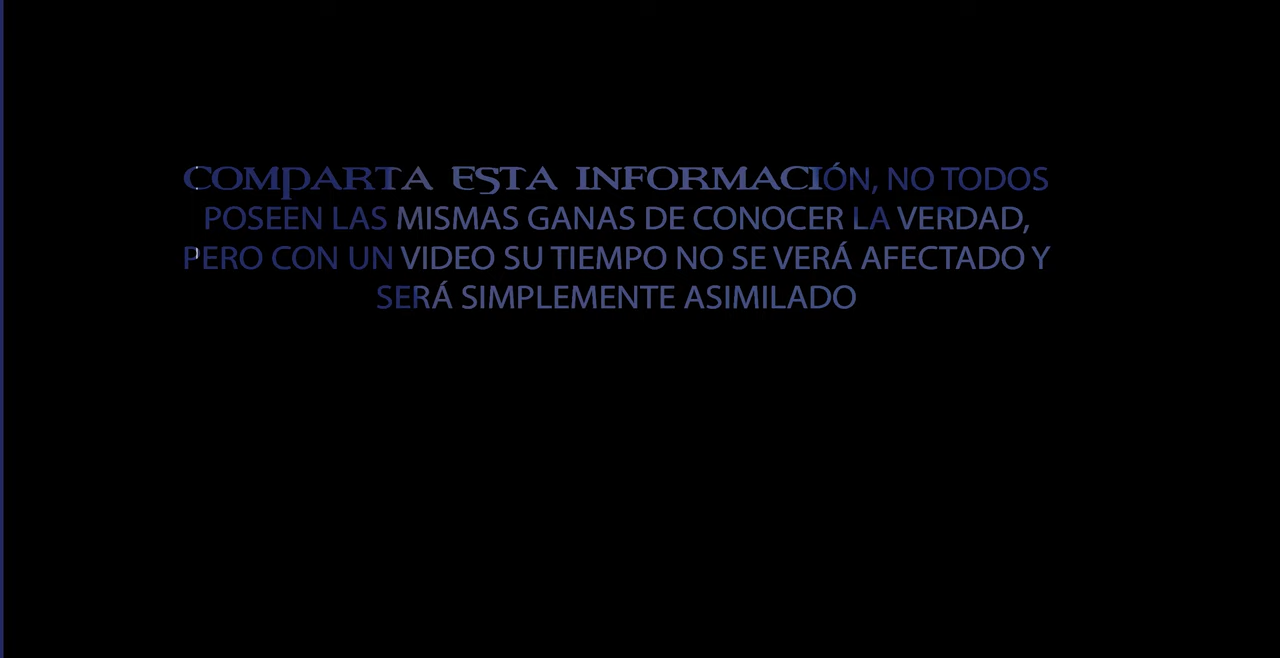 COMPARTA ESTA INFORMACIÓN, NO TODOS
POSEEN LAS MISMAS GANAS DE CONOCER LA VERDAD,
PERO CON UN VIDEO SU TIEMPO NO SE VERÁ AFECTADO Y
SERÁ SIMPLEMENTE ASIMILADO